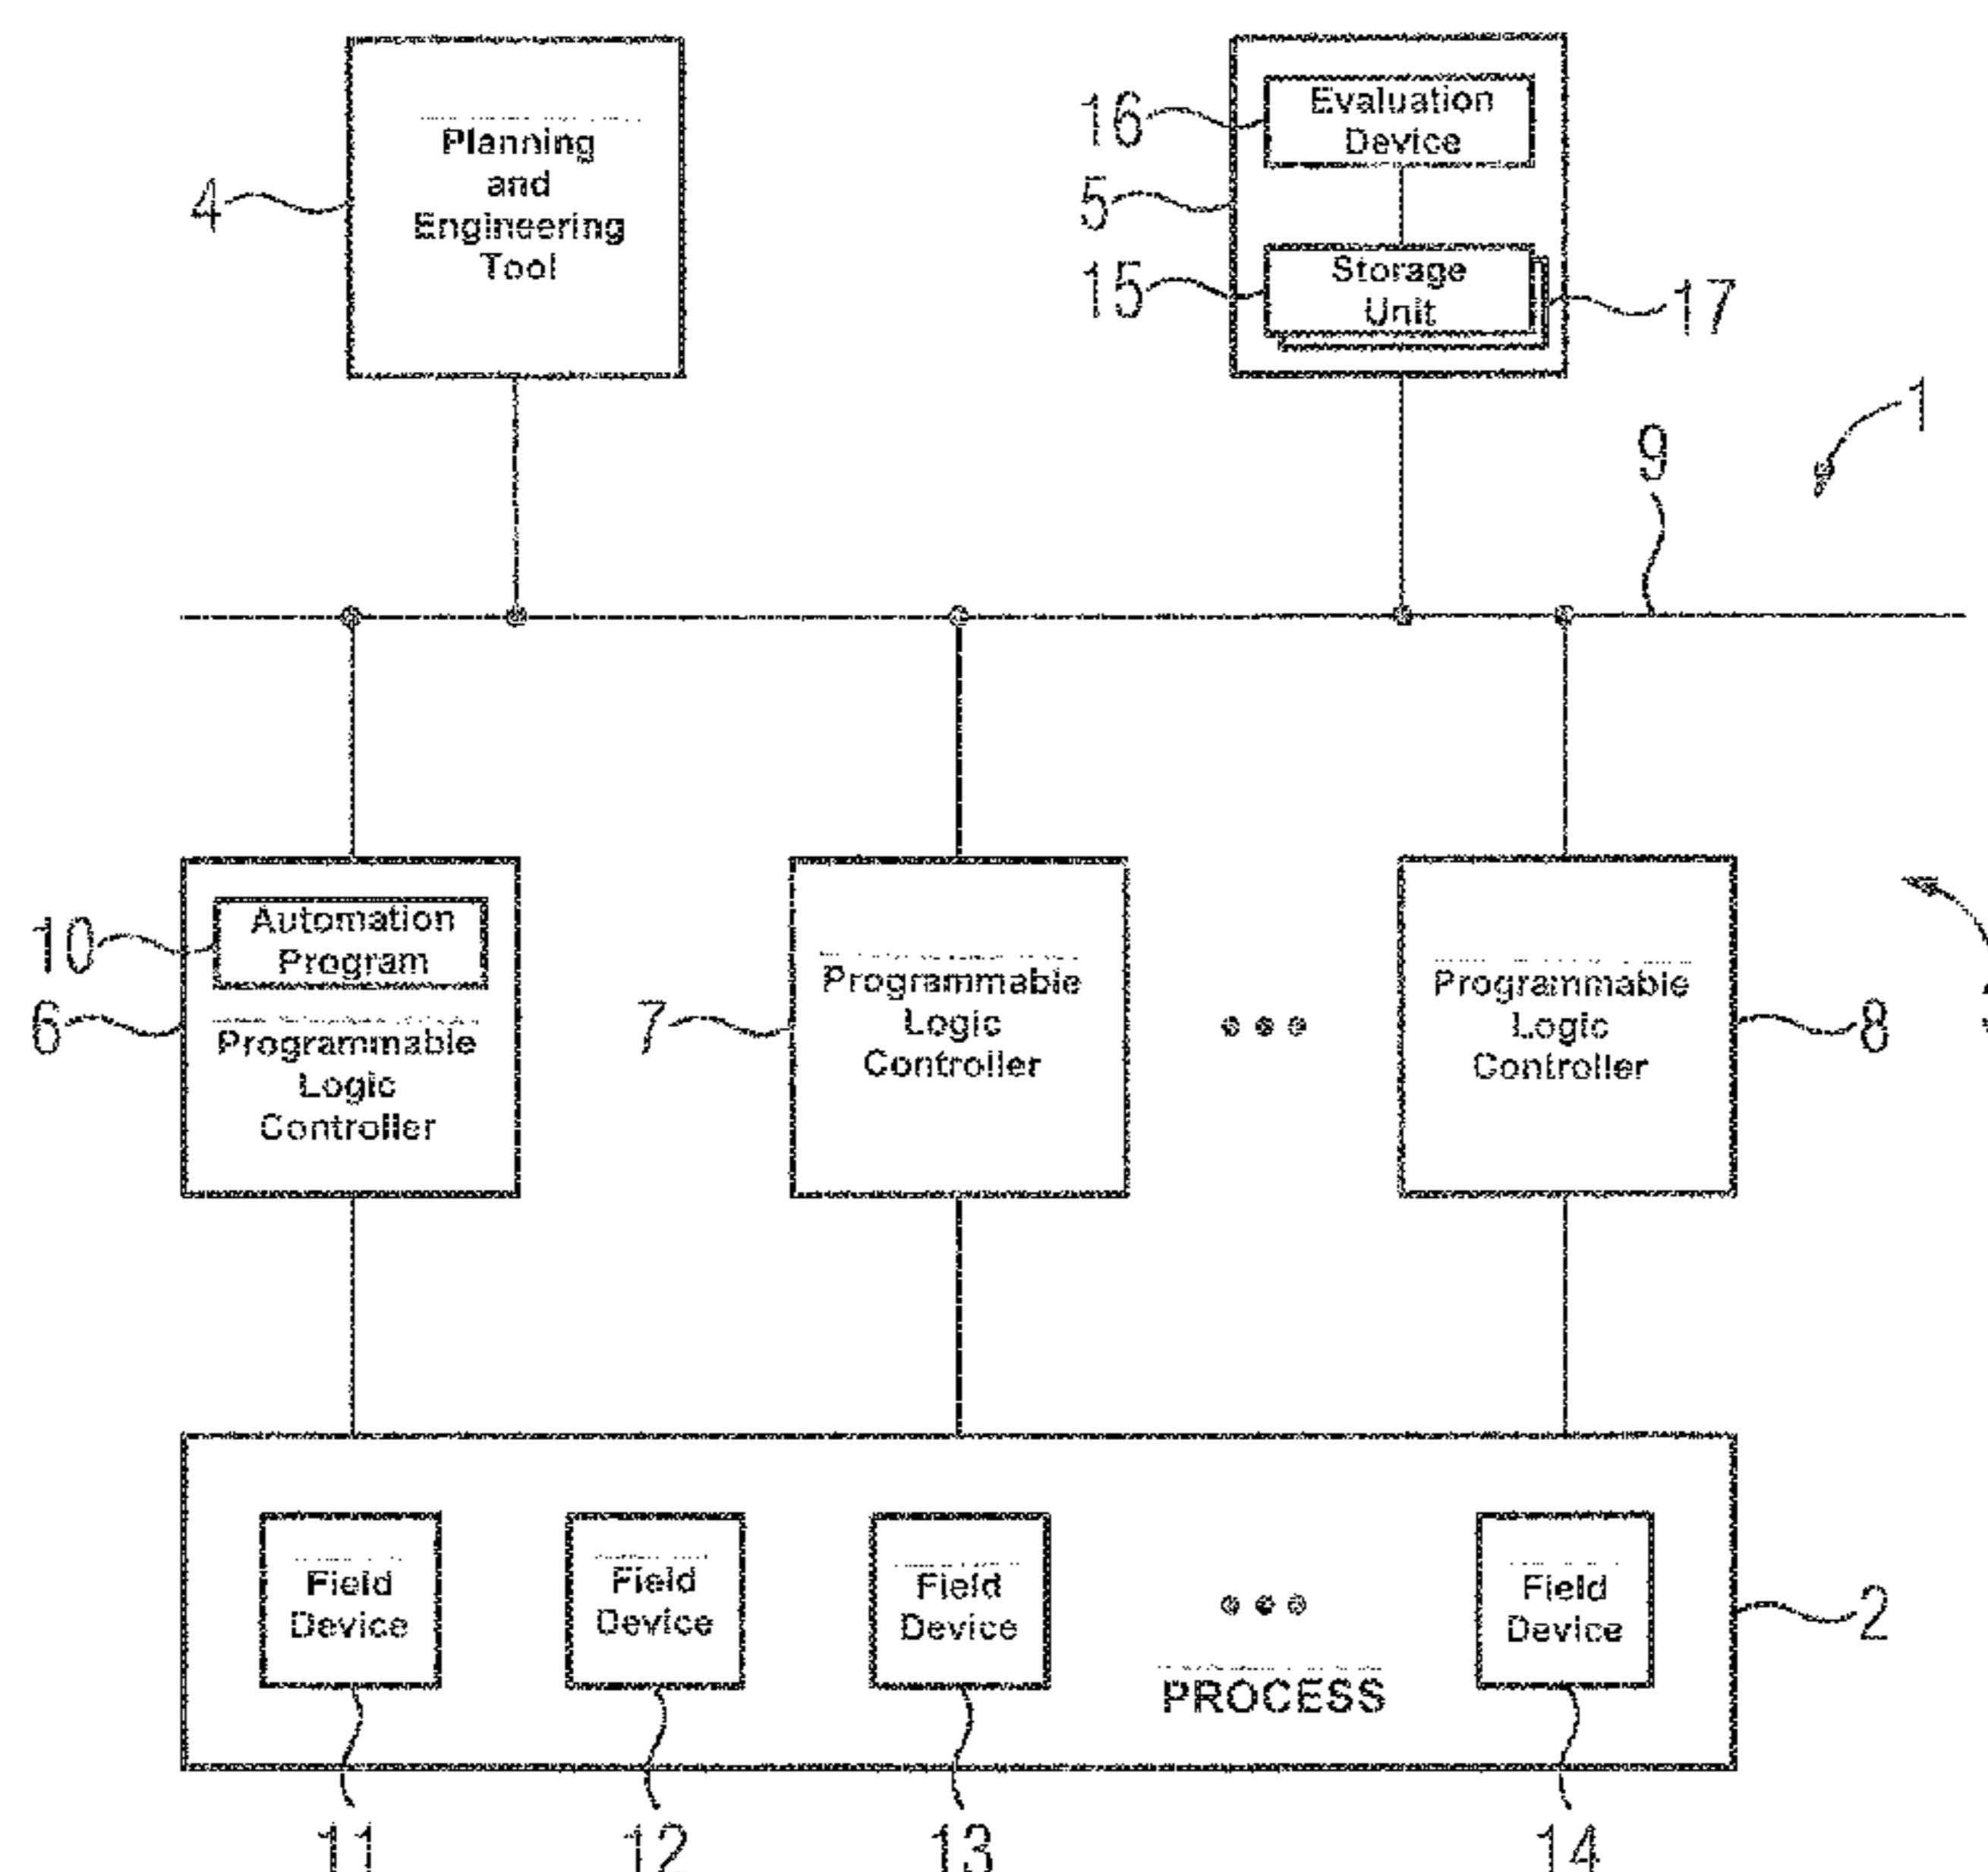 Planning
and
Engineering
Tool
4
16
Evaluation
Device
5
15
Storage
Unit
17
1
9
10
Automation
Program
6
Programmable
Logic
Controller
7
Programmable
Logic
Controller
Programmable
Logic
Controller
8
Field
Device
Field
Device
Field
Device
Field
Device
PROCESS
2
11
12
13
14